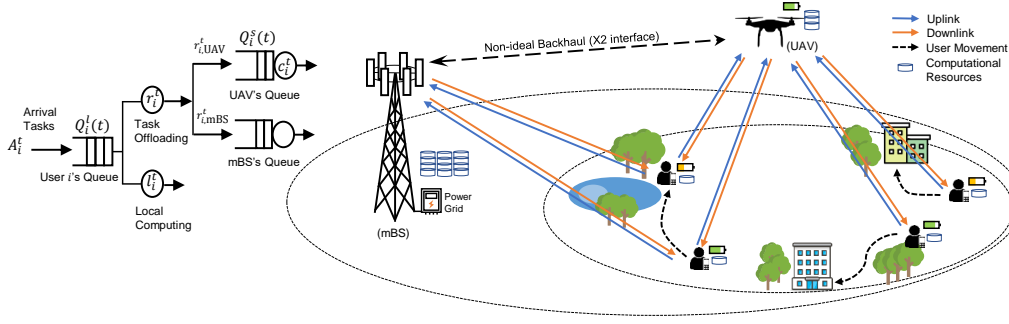 Arrival
Tasks
A_i^t
Q_i^l(t)
User i's Queue
r_i^t
Task
Offloading
l_i^t
Local
Computing
r_{i,UAV}^t
Q_i^s(t)
c_i^t
UAV's Queue
r_{i,mBS}^t
mBS's Queue
Non-ideal Backhaul (X2 interface)
(UAV)
Power
Grid
(mBS)
Uplink
Downlink
User Movement
Computational
Resources